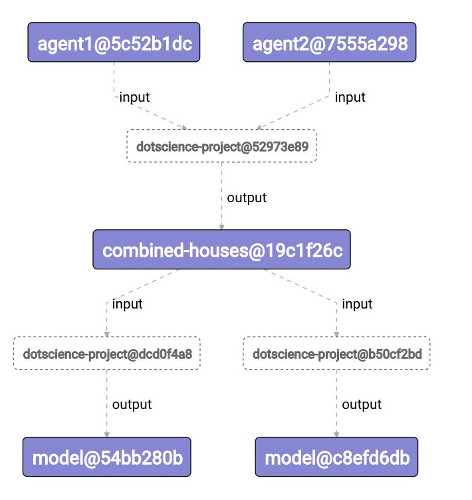 agent1@5c52b1dc
agent2@7555a298
input
input
dotscience-project@52973e89
output
combined-houses@19c1f26c
input
input
dotscience-project@dcd0f4a8
dotscience-project@b50cf2bd
output
output
model@54bb280b
model@c8efd6db